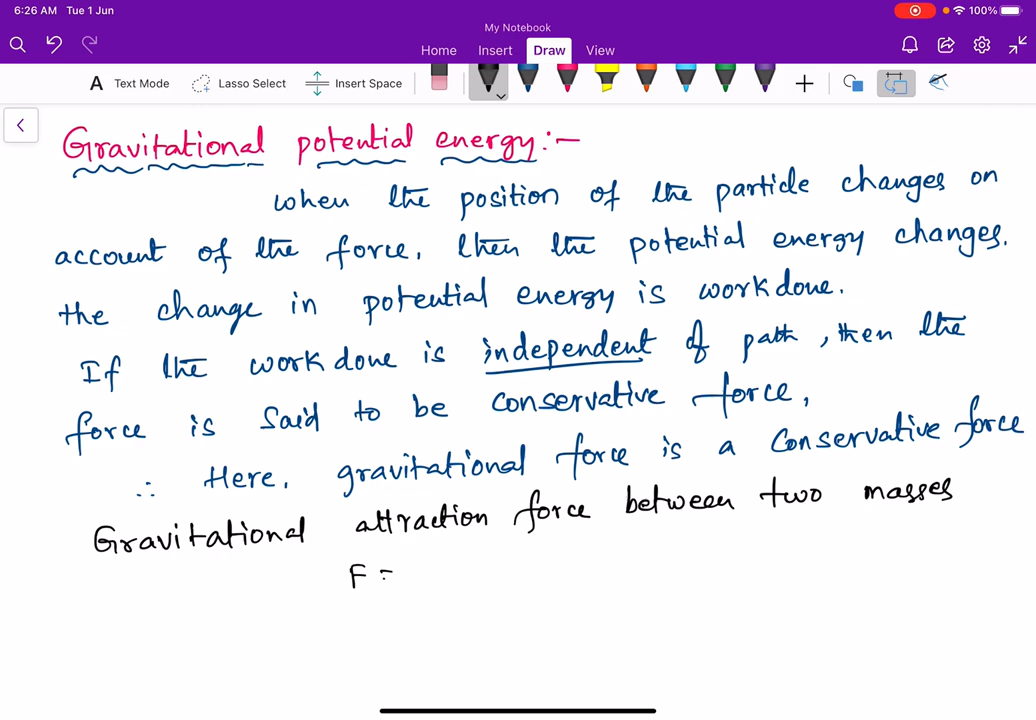 6:26 AM Tue 1 Jun 100%
My Notebook
Home Insert Draw View
A Text Mode Lasso Select Insert Space
Gravitational potential energy:-
when the position of the particle changes on
account of the force, then the potential energy changes.
the change in potential energy is workdone.
If the workdone is independent of path, then the
force is said to be conservative force,
∴ Here, gravitational force is a conservative force
Gravitational attraction force between two masses
F =